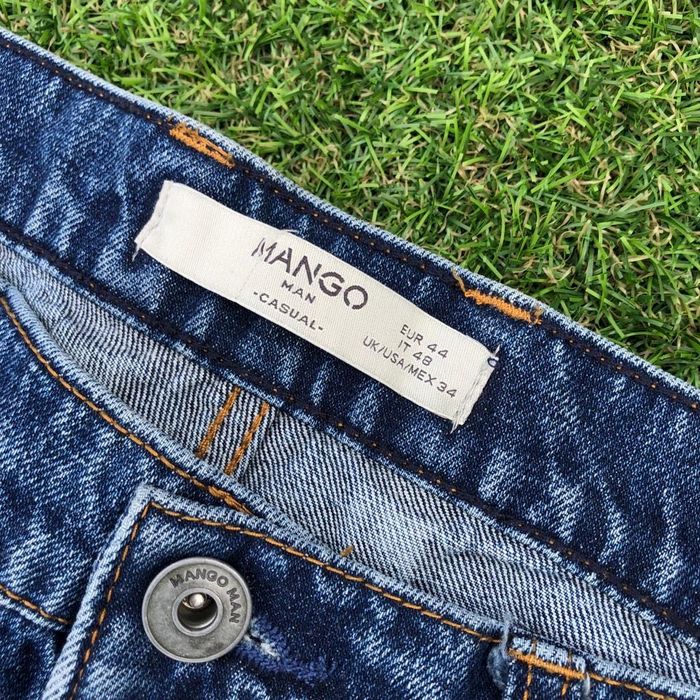 MANGO
MAN
-CASUAL-
EUR 44
IT 48
UK/USA/MEX 34
MANGO MAN